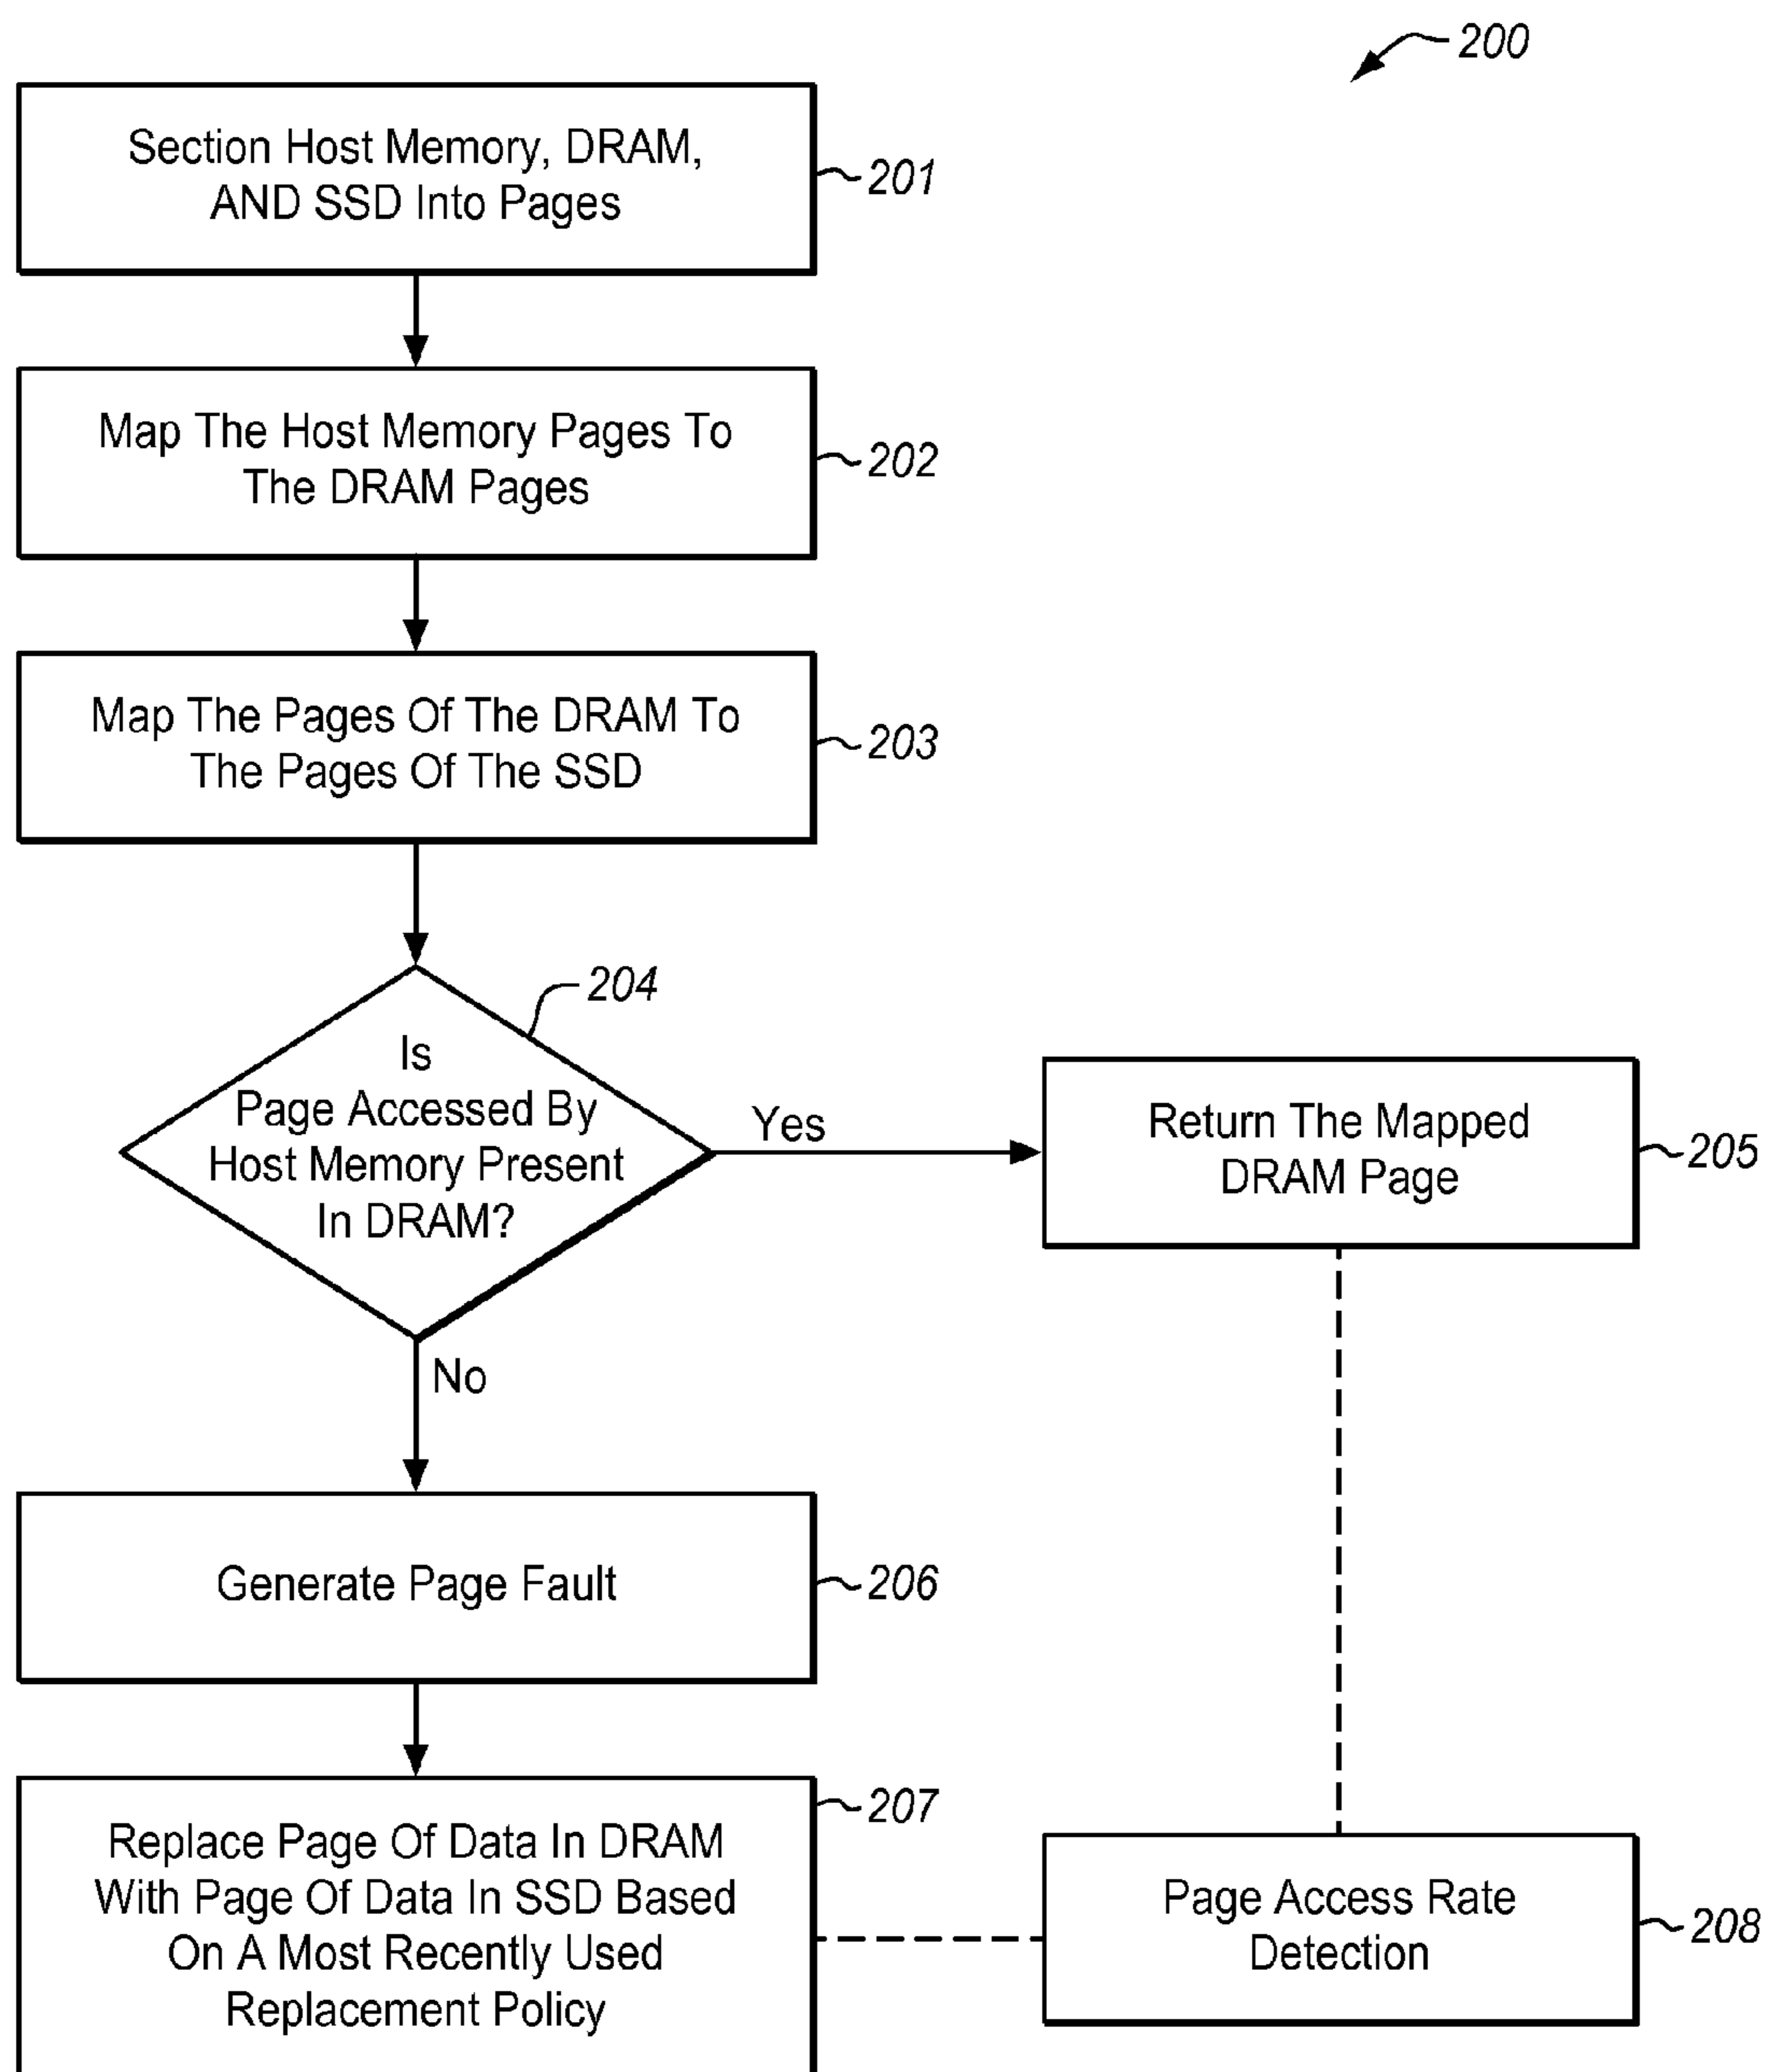 200
Section Host Memory, DRAM,
AND SSD Into Pages
201
Map The Host Memory Pages To
The DRAM Pages
202
Map The Pages Of The DRAM To
The Pages Of The SSD
203
204
Is
Page Accessed By
Host Memory Present
In DRAM?
Yes
Return The Mapped
DRAM Page
205
No
Generate Page Fault
206
Replace Page Of Data In DRAM
With Page Of Data In SSD Based
On A Most Recently Used
Replacement Policy
207
Page Access Rate
Detection
208